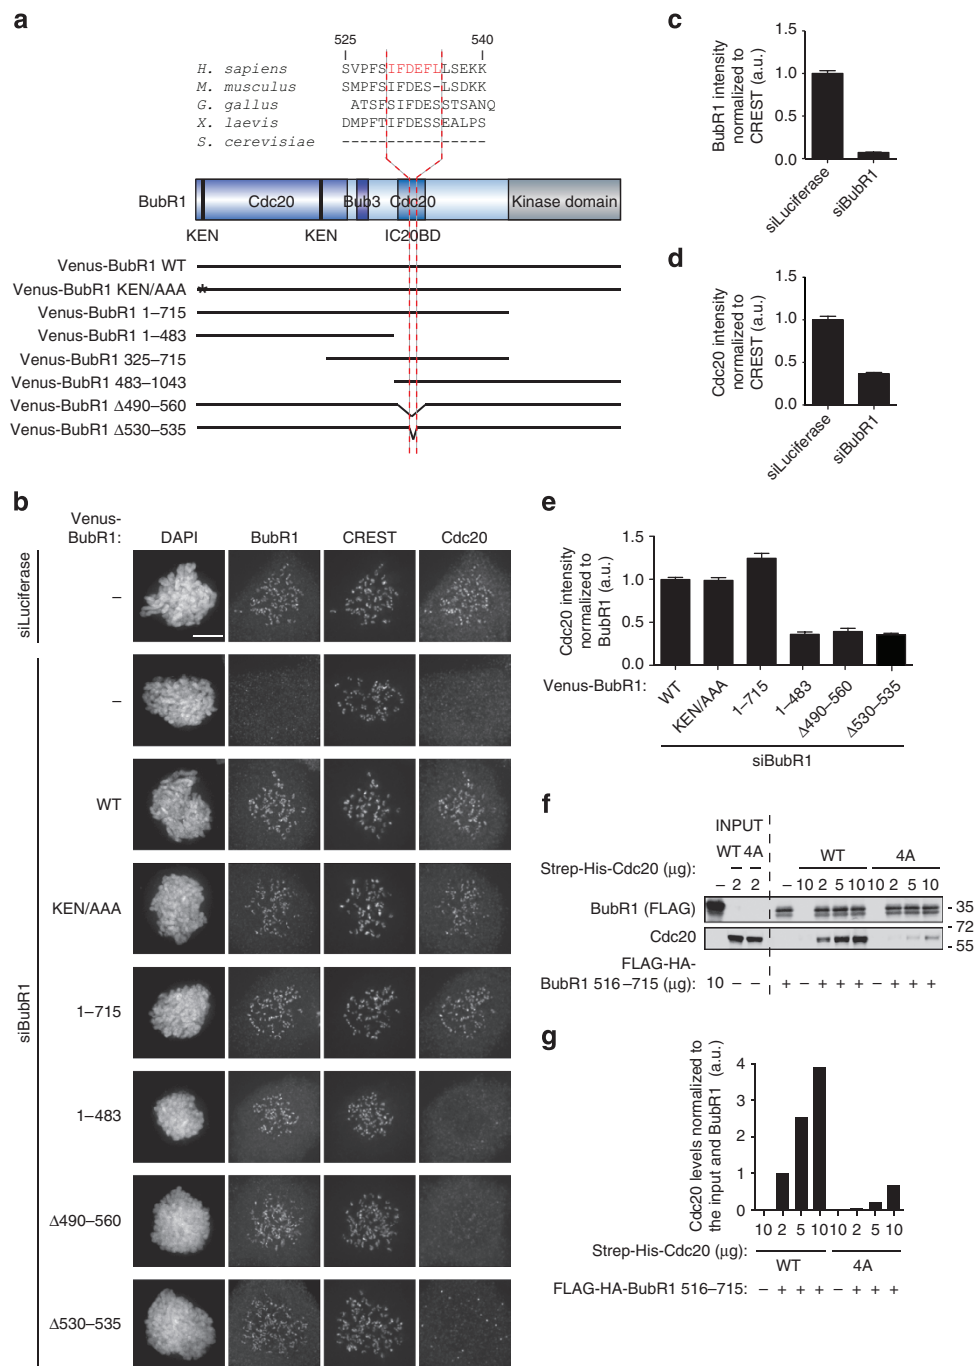 a
525 540
H. sapiens SVPFSIFDEFLLSEKK
M. musculus SMPFSIFDES-LSDKK
G. gallus ATSFSIFDESSTSANQ
X. laevis DMPFTIFDESSEALPS
S. cerevisiae ----------------
BubR1 Cdc20 Bub3 Cdc20 Kinase domain
KEN KEN IC20BD
Venus-BubR1 WT
Venus-BubR1 KEN/AAA
*
Venus-BubR1 1–715
Venus-BubR1 1–483
Venus-BubR1 325–715
Venus-BubR1 483–1043
Venus-BubR1 Δ490–560
Venus-BubR1 Δ530–535
b
Venus-
BubR1: DAPI BubR1 CREST Cdc20
siLuciferase
–
siBubR1
–
WT
KEN/AAA
1–715
1–483
Δ490–560
Δ530–535
c
BubR1 intensity
normalized to
CREST (a.u.)
1.5
1.0
0.5
0.0
siLuciferase
siBubR1
d
Cdc20 intensity
normalized to
CREST (a.u.)
1.5
1.0
0.5
0.0
siLuciferase
siBubR1
e
Cdc20 intensity
normalized to
BubR1 (a.u.)
1.5
1.0
0.5
0.0
Venus-BubR1:
WT
KEN/AAA
1–715
1–483
Δ490–560
Δ530–535
siBubR1
f
INPUT
WT 4A WT 4A
Strep-His-Cdc20 (μg): – 2 2 – 10 2 5 10 10 2 5 10
BubR1 (FLAG) - 35
- 72
Cdc20 - 55
FLAG-HA-
BubR1 516–715 (μg): 10 – – + – + + + – + + +
g
Cdc20 levels normalized to
the input and BubR1 (a.u.)
4
3
2
1
0
10 2 5 10 10 2 5 10
Strep-His-Cdc20 (μg):
WT 4A
FLAG-HA-BubR1 516–715: – + + + – + + +